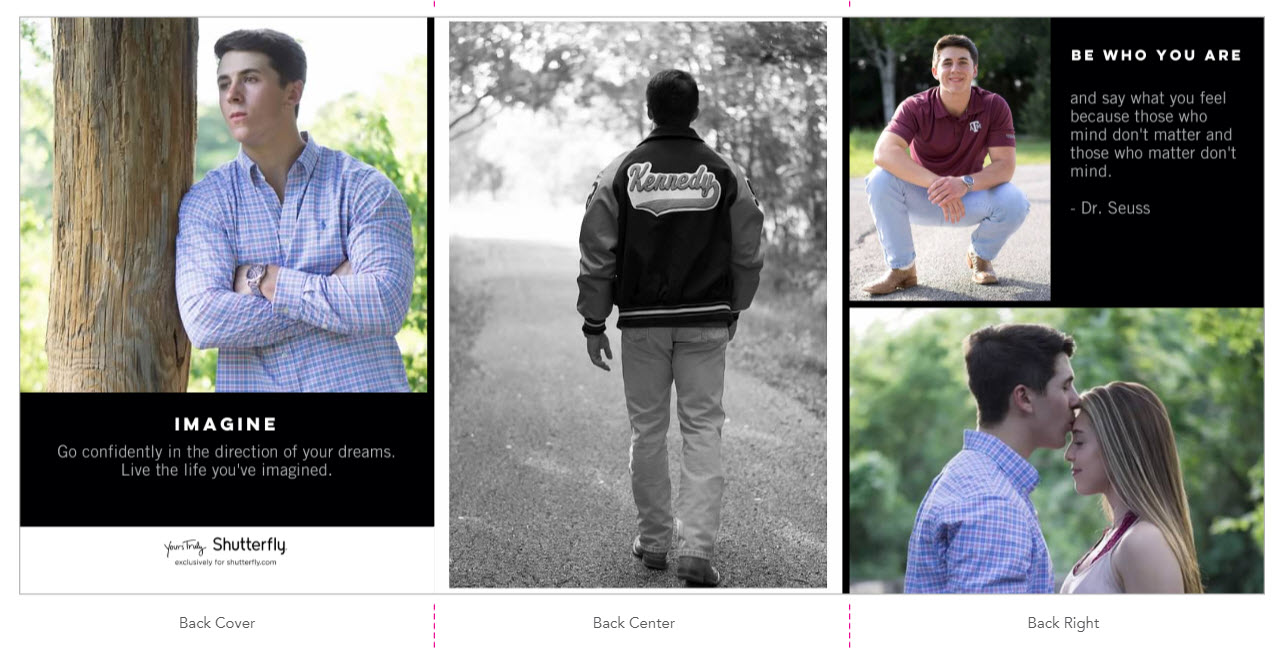 IMAGINE
Go confidently in the direction of your dreams.
Live the life you've imagined.
Yours Truly Shutterfly
exclusively for shutterfly.com
Kennedy
ATM
BE WHO YOU ARE
and say what you feel
because those who
mind don't matter and
those who matter don't
mind.
- Dr. Seuss
Back Cover
Back Center
Back Right